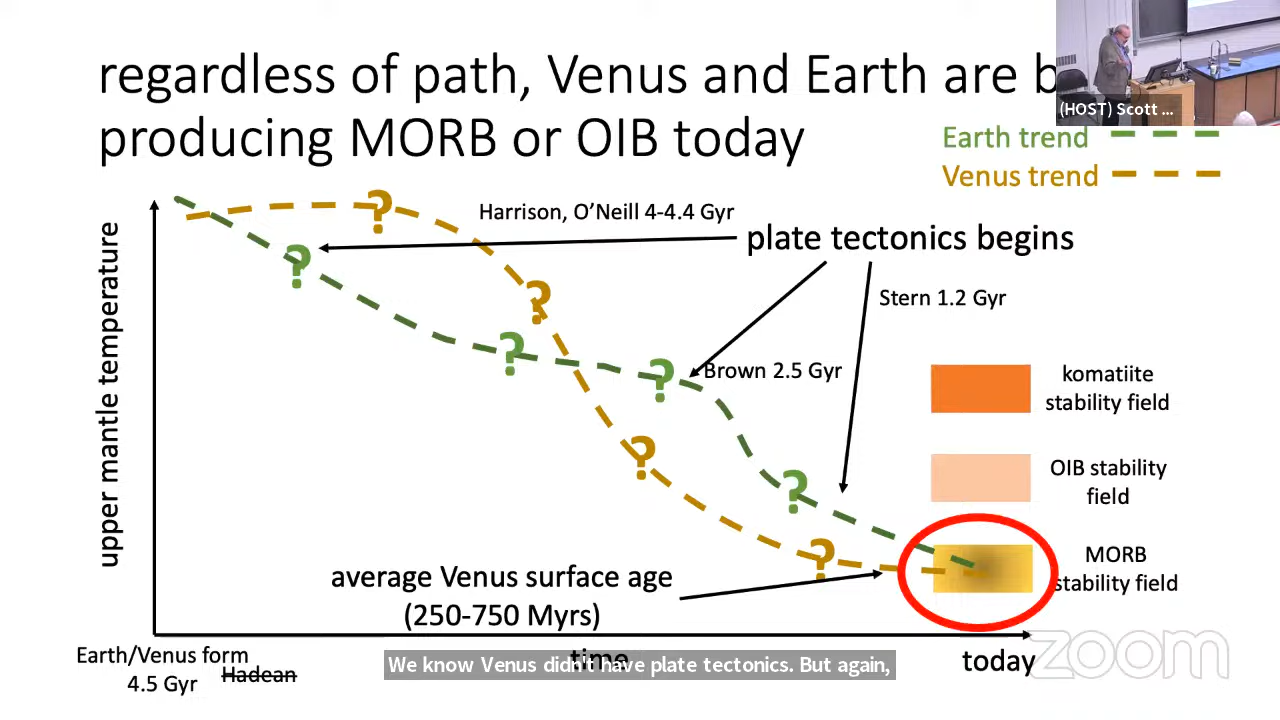 regardless of path, Venus and Earth are b
producing MORB or OIB today
(HOST) Scott ...
Earth trend
Venus trend
Harrison, O'Neill 4-4.4 Gyr
plate tectonics begins
Stern 1.2 Gyr
Brown 2.5 Gyr
upper mantle temperature
?
?
?
?
?
?
?
?
komatiite
stability field
OIB stability
field
MORB
stability field
average Venus surface age
(250-750 Myrs)
Earth/Venus form
4.5 Gyr
Hadean
time
today
We know Venus didn't have plate tectonics. But again,
zoom